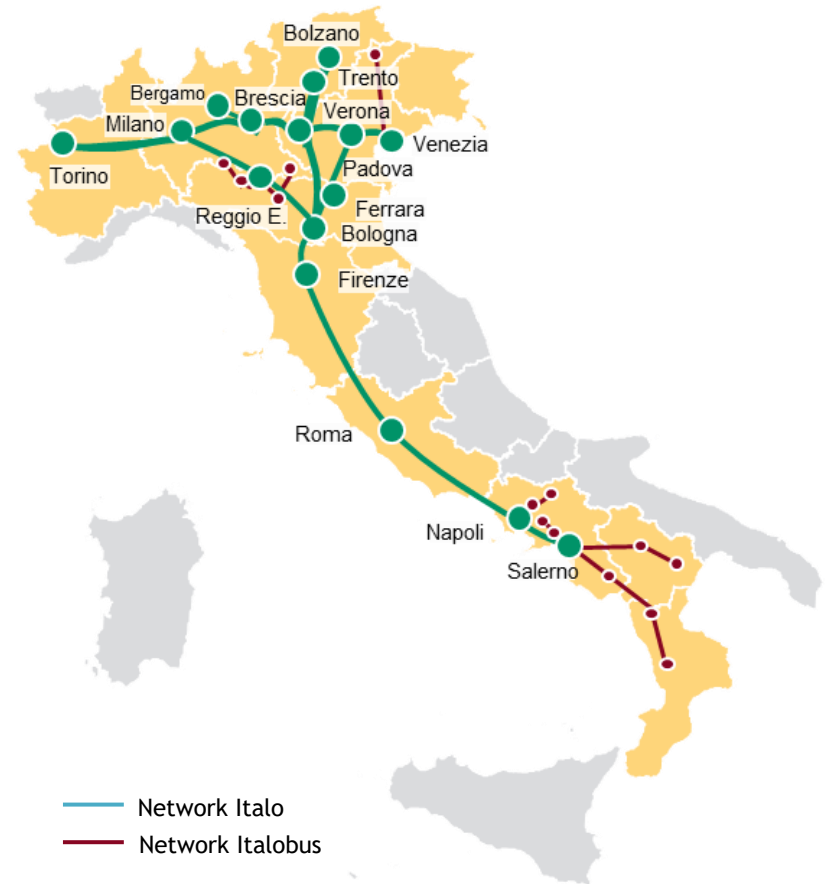 Bolzano
Trento
Bergamo
Brescia
Verona
Milano
Venezia
Torino
Padova
Reggio E.
Ferrara
Bologna
Firenze
Roma
Napoli
Salerno
Network Italo
Network Italobus